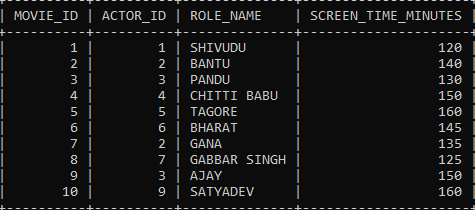 | MOVIE_ID | ACTOR_ID | ROLE_NAME | SCREEN_TIME_MINUTES |
| 1 | 1 | SHIVUDU | 120 |
| 2 | 2 | BANTU | 140 |
| 3 | 3 | PANDU | 130 |
| 4 | 4 | CHITTI BABU | 150 |
| 5 | 5 | TAGORE | 160 |
| 6 | 6 | BHARAT | 145 |
| 7 | 2 | GANA | 135 |
| 8 | 7 | GABBAR SINGH | 125 |
| 9 | 3 | AJAY | 150 |
| 10 | 9 | SATYADEV | 160 |